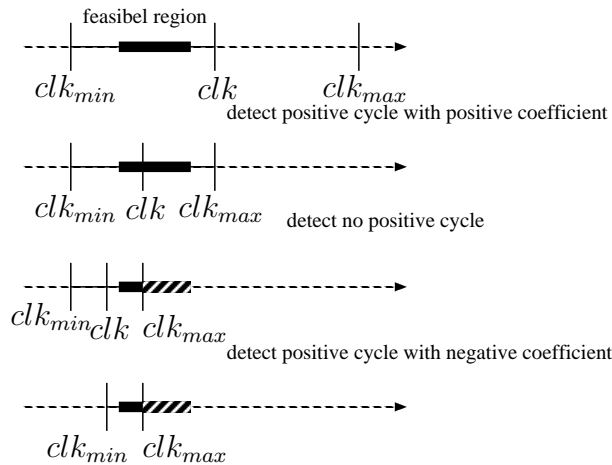 feasibel region
clk_min clk clk_max
detect positive cycle with positive coefficient
clk_min clk clk_max
detect no positive cycle
clk_min clk clk_max
detect positive cycle with negative coefficient
clk_min clk_max